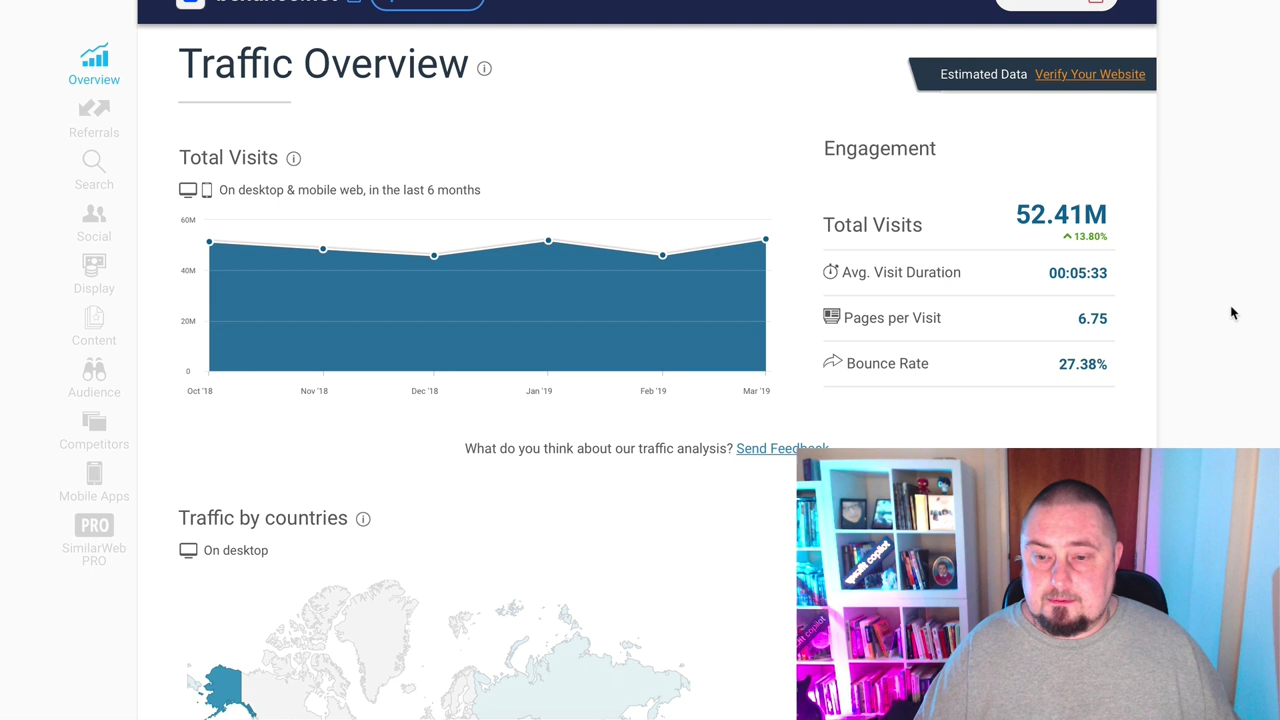 Traffic Overview
Estimated Data Verify Your Website
Overview
Referrals
Search
Social
Display
Content
Audience
Competitors
Mobile Apps
PRO
SimilarWeb
PRO
Total Visits
On desktop & mobile web, in the last 6 months
60M
40M
20M
0
Oct '18 Nov '18 Dec '18 Jan '19 Feb '19 Mar '19
Engagement
Total Visits 52.41M
13.80%
Avg. Visit Duration 00:05:33
Pages per Visit 6.75
Bounce Rate 27.38%
What do you think about our traffic analysis? Send Feedback
Traffic by countries
On desktop